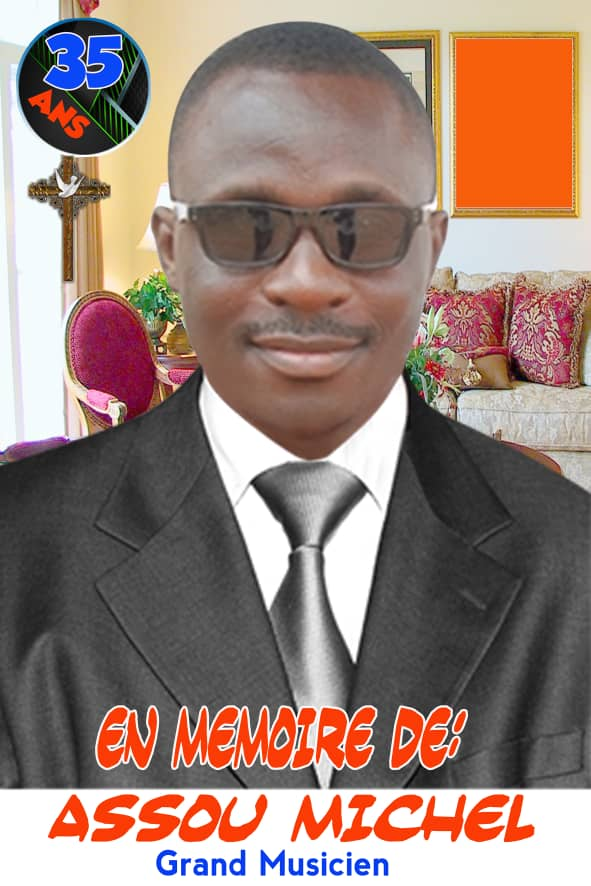 35
ANS
EN MEMOIRE DE:
ASSOU MICHEL
Grand Musicien